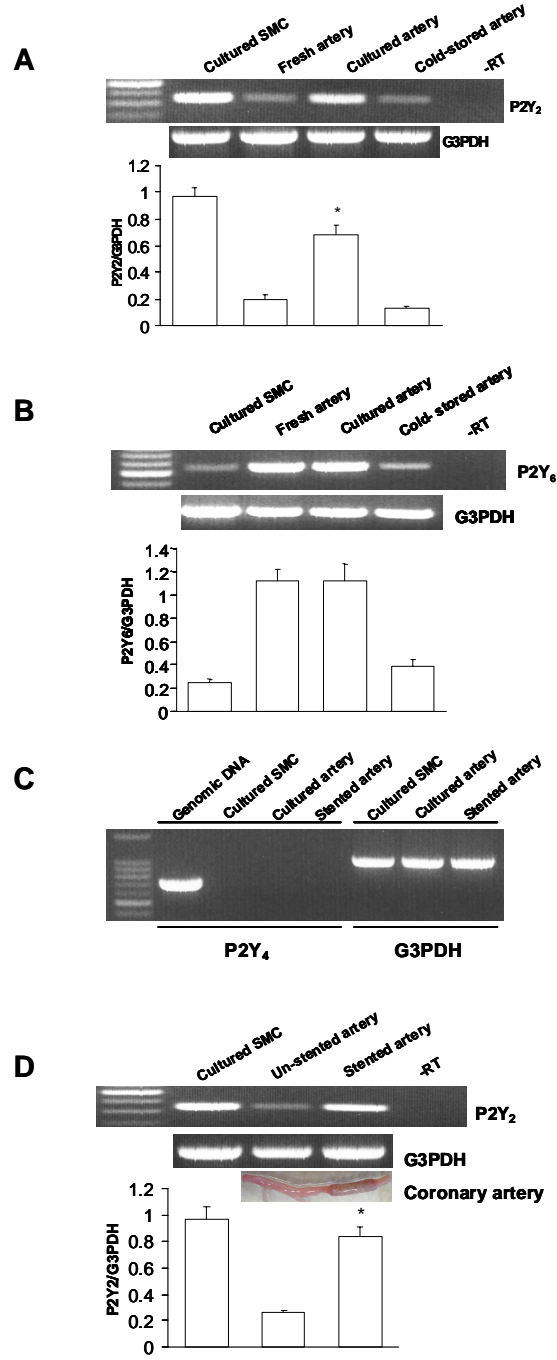 A
Cultured SMC
Fresh artery
Cultured artery
Cold-stored artery
-RT
P2Y2
G3PDH
P2Y2/G3PDH
1.2
1
0.8
0.6
0.4
0.2
0
*
B
Cultured SMC
Fresh artery
Cultured artery
Cold- stored artery
-RT
P2Y6
G3PDH
P2Y6/G3PDH
1.4
1.2
1
0.8
0.6
0.4
0.2
0
C
Genomic DNA
Cultured SMC
Cultured artery
Stented artery
Cultured SMC
Cultured artery
Stented artery
P2Y4
G3PDH
D
Cultured SMC
Un-stented artery
Stented artery
-RT
P2Y2
G3PDH
Coronary artery
P2Y2/G3PDH
1.2
1
0.8
0.6
0.4
0.2
0
*